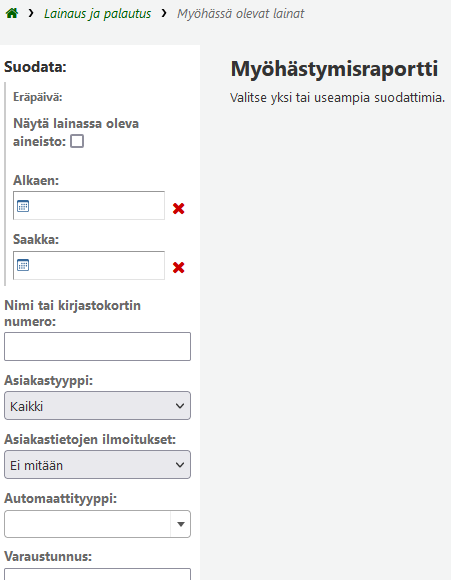 Lainaus ja palautus › Myöhässä olevat lainat
Suodata:
Eräpäivä:
Näytä lainassa oleva
aineisto:
Alkaen:
Saakka:
Nimi tai kirjastokortin
numero:
Asiakastyyppi:
Kaikki
Asiakastietojen ilmoitukset:
Ei mitään
Automaattityyppi:
Varaustunnus:
Myöhästymisraportti
Valitse yksi tai useampia suodattimia.